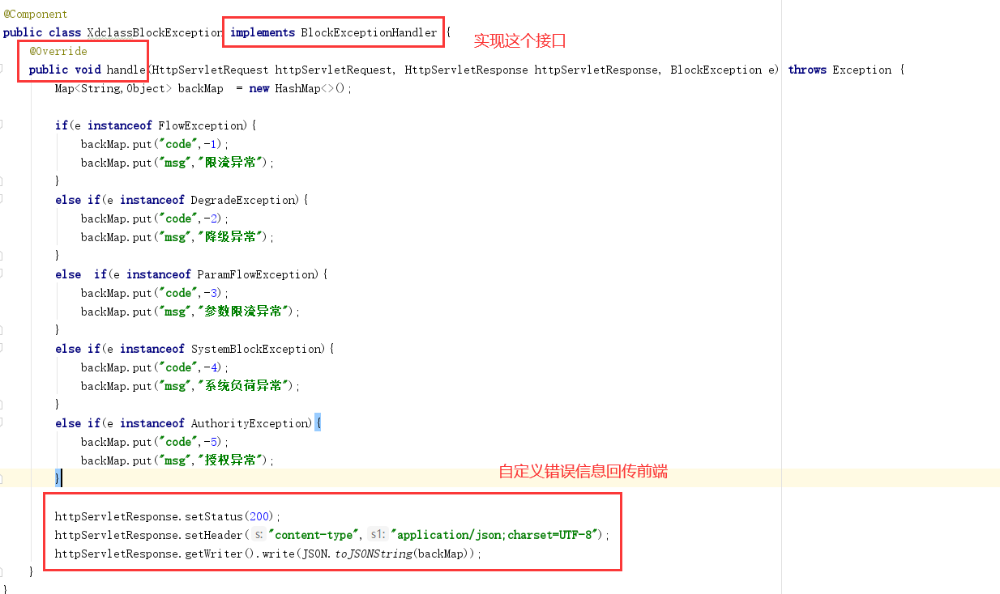 @Component
public class XdclassBlockException implements BlockExceptionHandler {
实现这个接口
@Override
public void handle(HttpServletRequest httpServletRequest, HttpServletResponse httpServletResponse, BlockException e) throws Exception {
Map<String,Object> backMap  = new HashMap<>();
if(e instanceof FlowException){
backMap.put("code",-1);
backMap.put("msg","限流异常");
}
else if(e instanceof DegradeException){
backMap.put("code",-2);
backMap.put("msg","降级异常");
}
else  if(e instanceof ParamFlowException){
backMap.put("code",-3);
backMap.put("msg","参数限流异常");
}
else if(e instanceof SystemBlockException){
backMap.put("code",-4);
backMap.put("msg","系统负荷异常");
}
else if(e instanceof AuthorityException){
backMap.put("code",-5);
backMap.put("msg","授权异常");
}
自定义错误信息回传前端
httpServletResponse.setStatus(200);
httpServletResponse.setHeader( s: "content-type", s1: "application/json;charset=UTF-8");
httpServletResponse.getWriter().write(JSON.toJSONString(backMap));
}
}